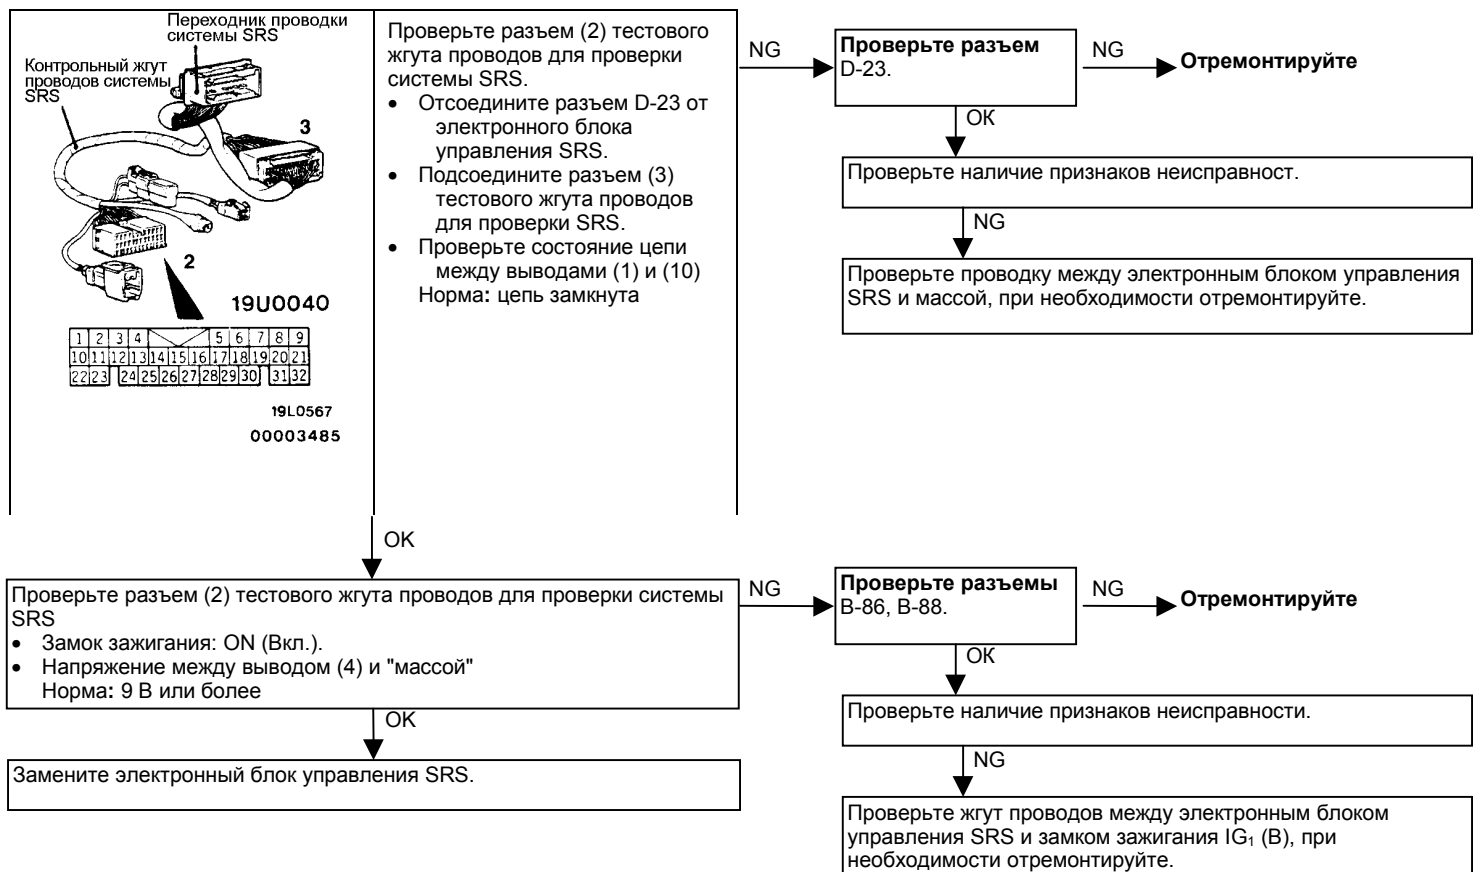 Переходник проводки
системы SRS
Контрольный жгут
проводов системы
SRS
3
2
19U0040
1 2 3 4 5 6 7 8 9
10 11 12 13 14 15 16 17 18 19 20 21
22 23 24 25 26 27 28 29 30 31 32
19L0567
00003485
Проверьте разъем (2) тестового
жгута проводов для проверки
системы SRS.
• Отсоедините разъем D-23 от
электронного блока
управления SRS.
• Подсоедините разъем (3)
тестового жгута проводов
для проверки SRS.
• Проверьте состояние цепи
между выводами (1) и (10)
Норма: цепь замкнута
NG
Проверьте разъем
D-23.
NG
Отремонтируйте
OK
Проверьте наличие признаков неисправност.
NG
Проверьте проводку между электронным блоком управления
SRS и массой, при необходимости отремонтируйте.
OK
Проверьте разъем (2) тестового жгута проводов для проверки системы
SRS
• Замок зажигания: ON (Вкл.).
• Напряжение между выводом (4) и "массой"
Норма: 9 В или более
NG
Проверьте разъемы
B-86, B-88.
NG
Отремонтируйте
OK
Проверьте наличие признаков неисправности.
NG
Проверьте жгут проводов между электронным блоком
управления SRS и замком зажигания IG₁ (B), при
необходимости отремонтируйте.
OK
Замените электронный блок управления SRS.